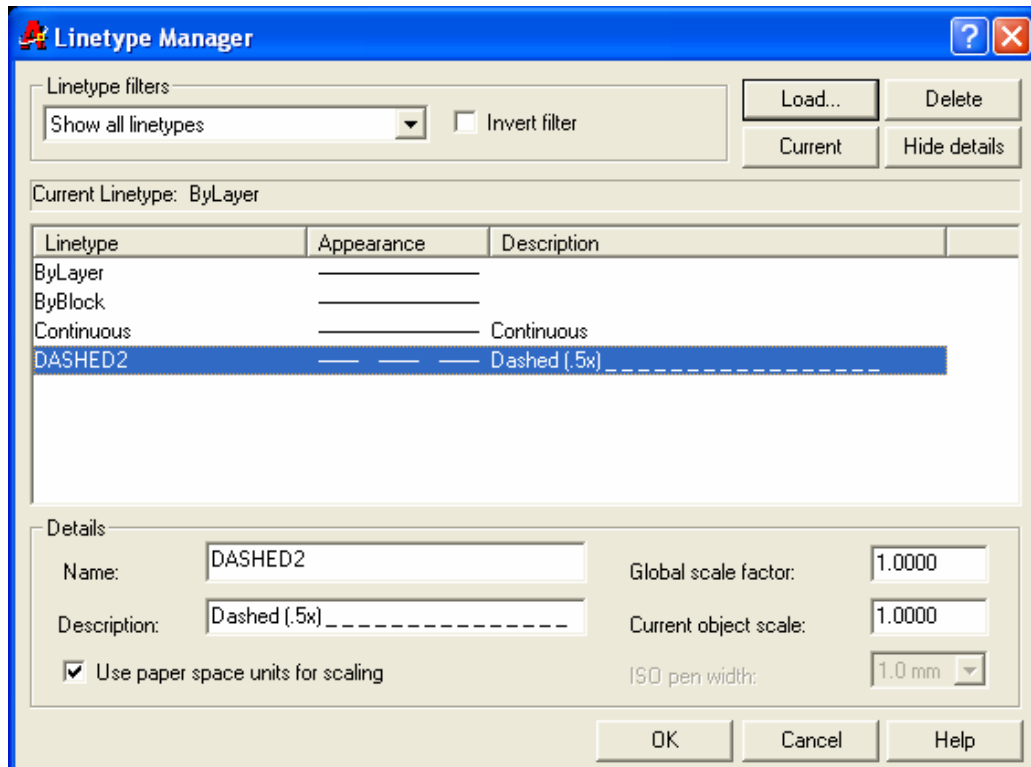 Linetype Manager
Linetype filters
Show all linetypes
Invert filter
Load...
Delete
Current
Hide details
Current Linetype: ByLayer
Linetype Appearance Description
ByLayer
ByBlock
Continuous Continuous
DASHED2 Dashed (.5x) _ _ _ _ _ _ _ _ _ _ _ _ _ _ _ _ _ _
Details
Name: DASHED2
Global scale factor: 1.0000
Description: Dashed (.5x) _ _ _ _ _ _ _ _ _ _ _ _ _ _ _
Current object scale: 1.0000
Use paper space units for scaling
ISO pen width: 1.0 mm
OK Cancel Help